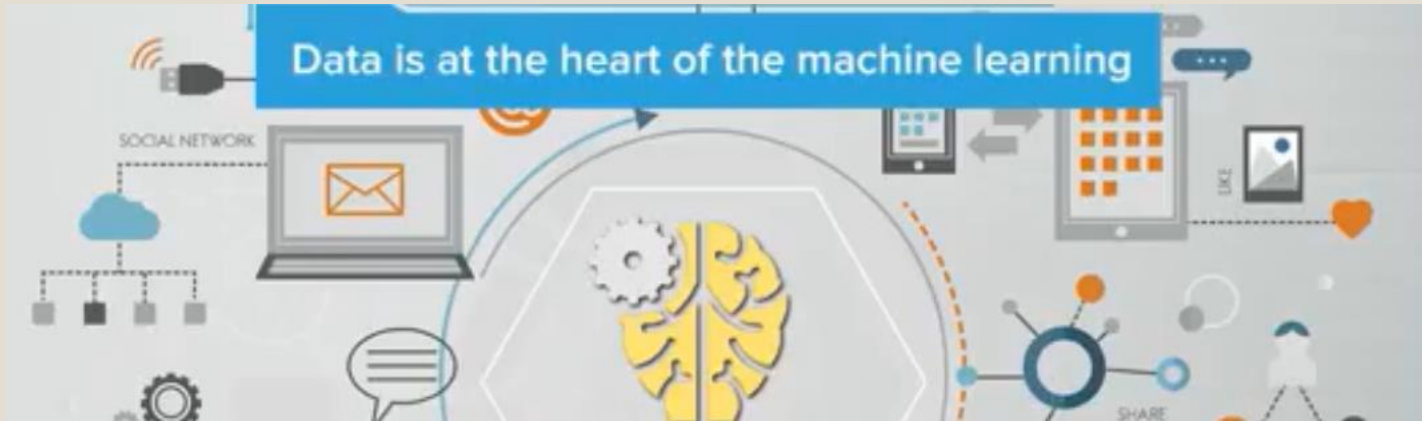 Data is at the heart of the machine learning
SOCIAL NETWORK
LIKE
SHARE